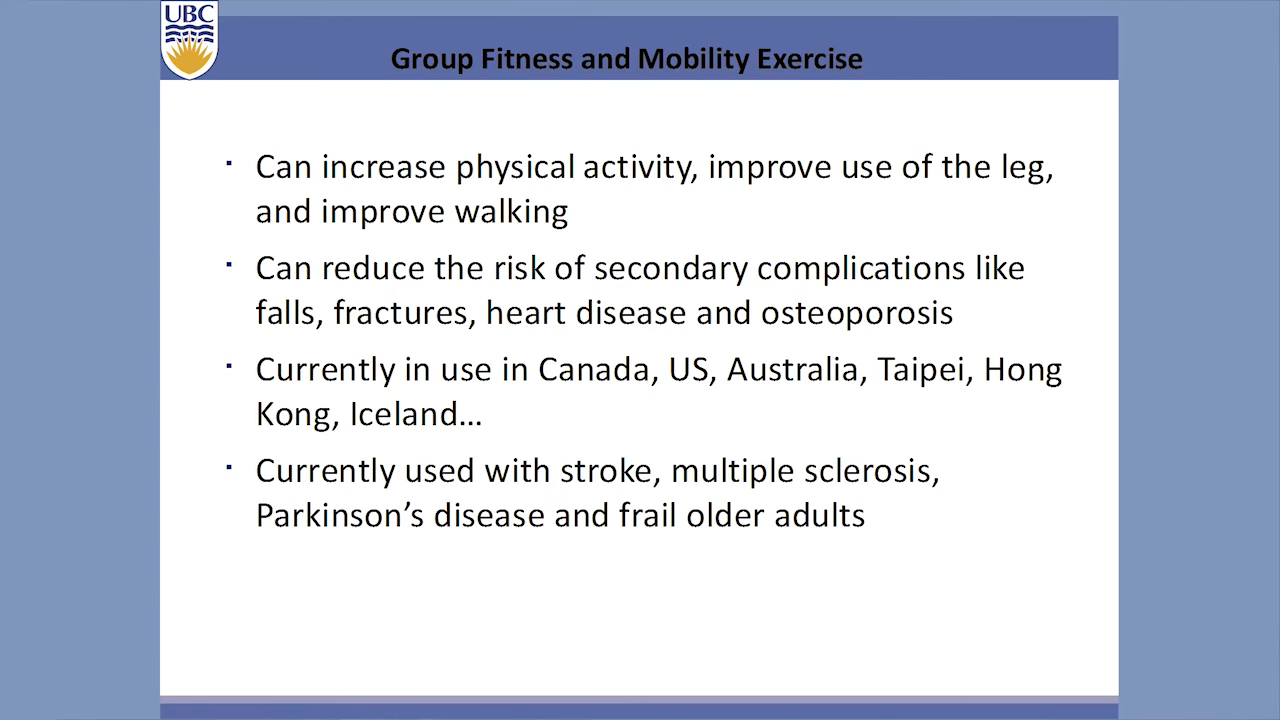 UBC
Group Fitness and Mobility Exercise
▪ Can increase physical activity, improve use of the leg,
and improve walking
▪ Can reduce the risk of secondary complications like
falls, fractures, heart disease and osteoporosis
▪ Currently in use in Canada, US, Australia, Taipei, Hong
Kong, Iceland…
▪ Currently used with stroke, multiple sclerosis,
Parkinson’s disease and frail older adults